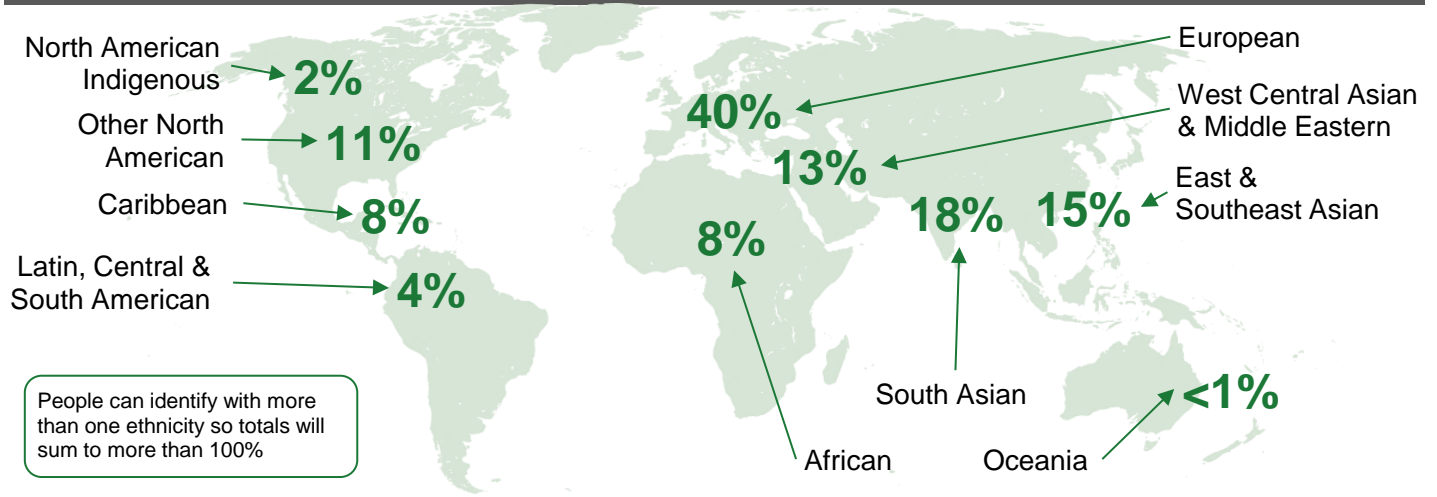 North American
Indigenous
2%
Other North
American
11%
Caribbean
8%
Latin, Central &
South American
4%
European
40%
West Central Asian
& Middle Eastern
13%
East &
Southeast Asian
15%
18%
South Asian
8%
African
<1%
Oceania
People can identify with more
than one ethnicity so totals will
sum to more than 100%